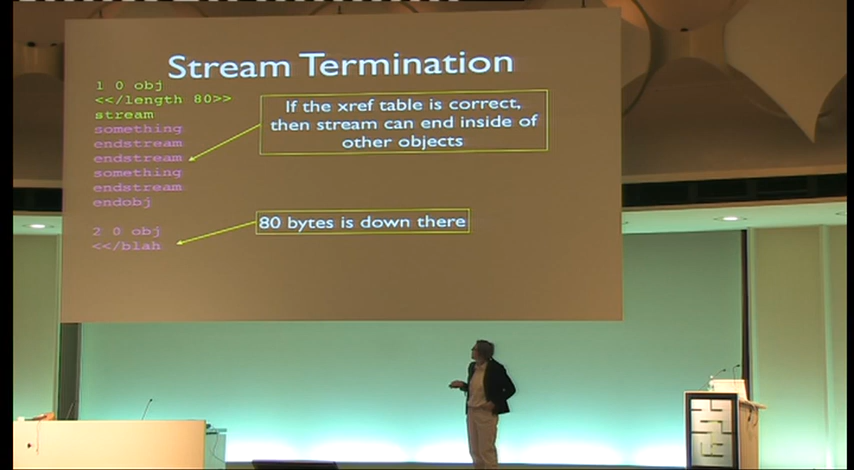 Stream Termination
1 0 obj
<</length 80>>
stream
something
endstream
endstream
something
endstream
endobj
2 0 obj
<</blah
If the xref table is correct,
then stream can end inside of
other objects
80 bytes is down there